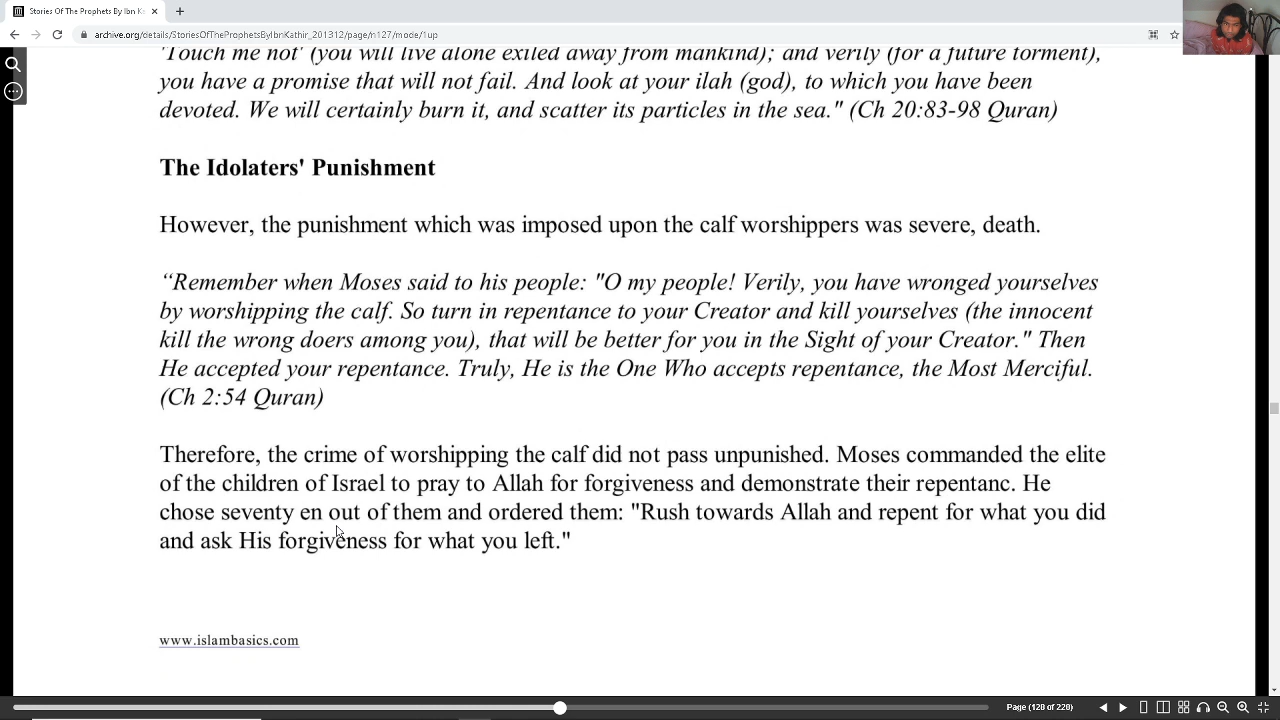 Stories Of The Prophets By Ibn Ka
archive.org/details/StoriesOfTheProphetsByIbnKathir_201312/page/n127/mode/1up
'Touch me not' (you will live alone exiled away from mankind); and verily (for a future torment),
you have a promise that will not fail. And look at your ilah (god), to which you have been
devoted. We will certainly burn it, and scatter its particles in the sea." (Ch 20:83-98 Quran)
The Idolaters' Punishment
However, the punishment which was imposed upon the calf worshippers was severe, death.
“Remember when Moses said to his people: "O my people! Verily, you have wronged yourselves
by worshipping the calf. So turn in repentance to your Creator and kill yourselves (the innocent
kill the wrong doers among you), that will be better for you in the Sight of your Creator." Then
He accepted your repentance. Truly, He is the One Who accepts repentance, the Most Merciful.
(Ch 2:54 Quran)
Therefore, the crime of worshipping the calf did not pass unpunished. Moses commanded the elite
of the children of Israel to pray to Allah for forgiveness and demonstrate their repentanc. He
chose seventy en out of them and ordered them: "Rush towards Allah and repent for what you did
and ask His forgiveness for what you left."
www.islambasics.com
Page (128 of 228)